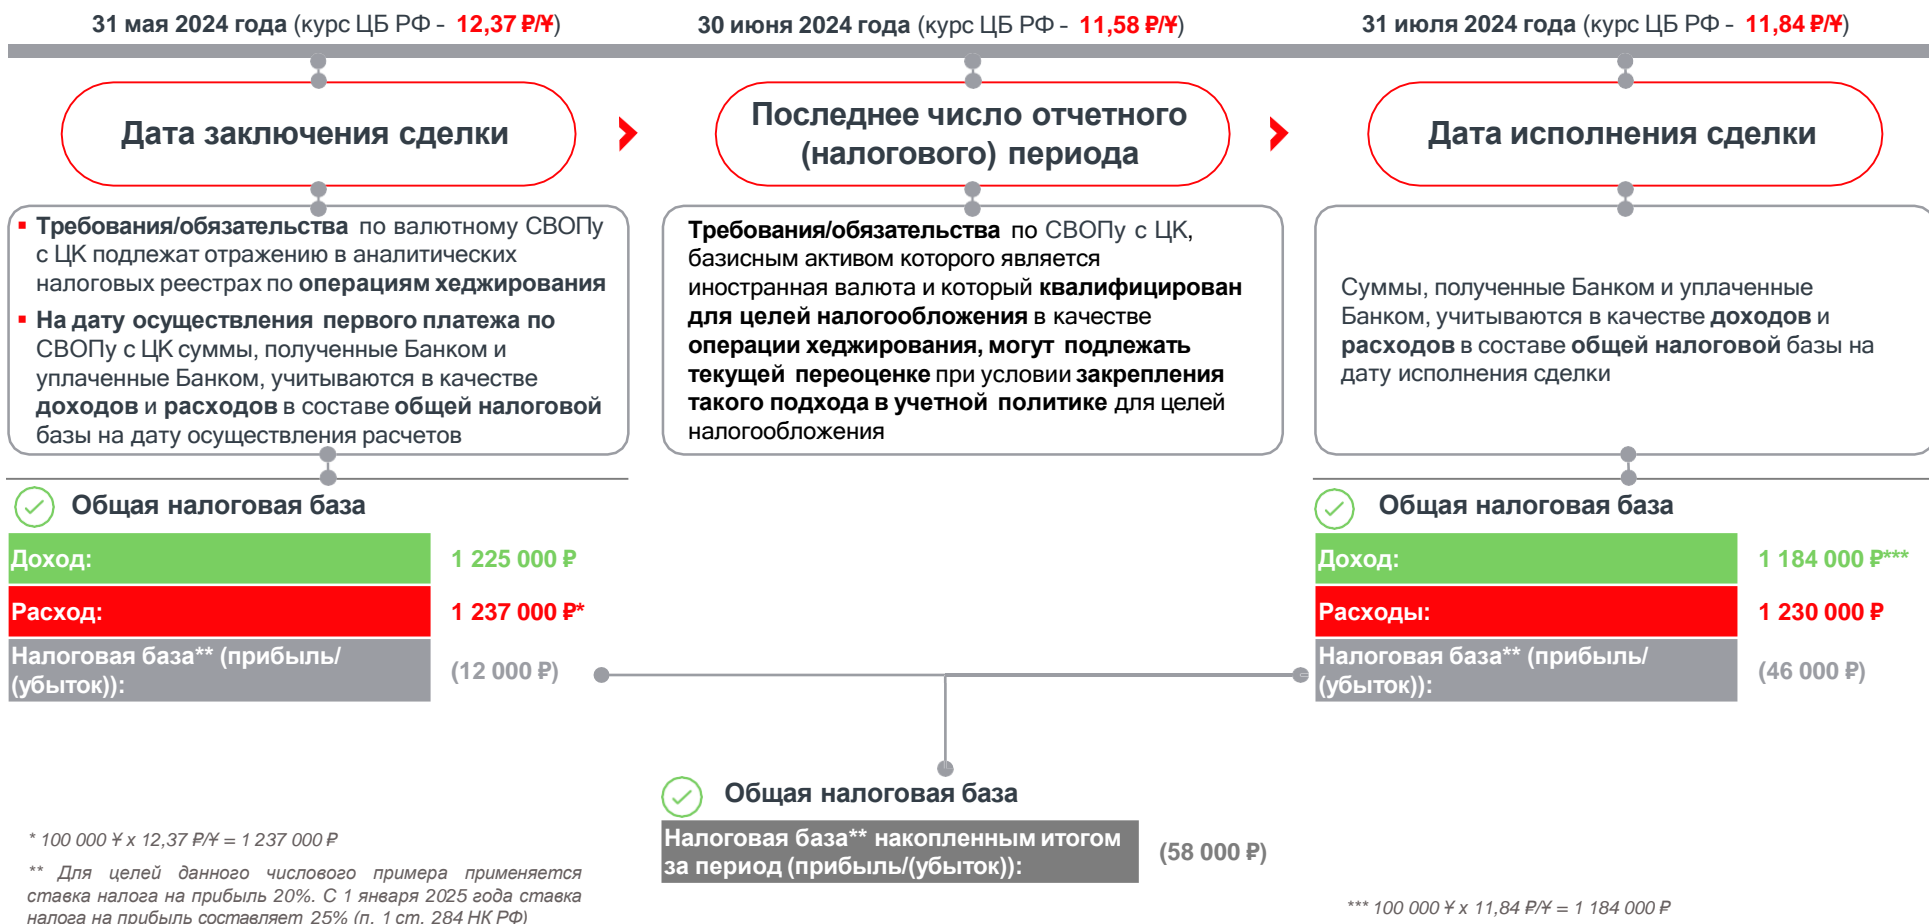 31 мая 2024 года (курс ЦБ РФ - 12,37 ₽/¥)
30 июня 2024 года (курс ЦБ РФ - 11,58 ₽/¥)
31 июля 2024 года (курс ЦБ РФ - 11,84 ₽/¥)
Дата заключения сделки
Последнее число отчетного
(налогового) периода
Дата исполнения сделки
▪ Требования/обязательства по валютному СВОПу
с ЦК подлежат отражению в аналитических
налоговых реестрах по операциям хеджирования
▪ На дату осуществления первого платежа по
СВОПу с ЦК суммы, полученные Банком и
уплаченные Банком, учитываются в качестве
доходов и расходов в составе общей налоговой
базы на дату осуществления расчетов
Требования/обязательства по СВОПу с ЦК,
базисным активом которого является
иностранная валюта и который квалифицирован
для целей налогообложения в качестве
операции хеджирования, могут подлежать
текущей переоценке при условии закрепления
такого подхода в учетной политике для целей
налогообложения
Суммы, полученные Банком и уплаченные
Банком, учитываются в качестве доходов и
расходов в составе общей налоговой базы на
дату исполнения сделки
Общая налоговая база
Доход: 1 225 000 ₽
Расход: 1 237 000 ₽*
Налоговая база** (прибыль/
(убыток)): (12 000 ₽)
Общая налоговая база
Доход: 1 184 000 ₽***
Расходы: 1 230 000 ₽
Налоговая база** (прибыль/
(убыток)): (46 000 ₽)
Общая налоговая база
Налоговая база** накопленным итогом
за период (прибыль/(убыток)): (58 000 ₽)
* 100 000 ¥ x 12,37 ₽/¥ = 1 237 000 ₽
** Для целей данного числового примера применяется
ставка налога на прибыль 20%. С 1 января 2025 года ставка
налога на прибыль составляет 25% (п. 1 ст. 284 НК РФ)
*** 100 000 ¥ x 11,84 ₽/¥ = 1 184 000 ₽